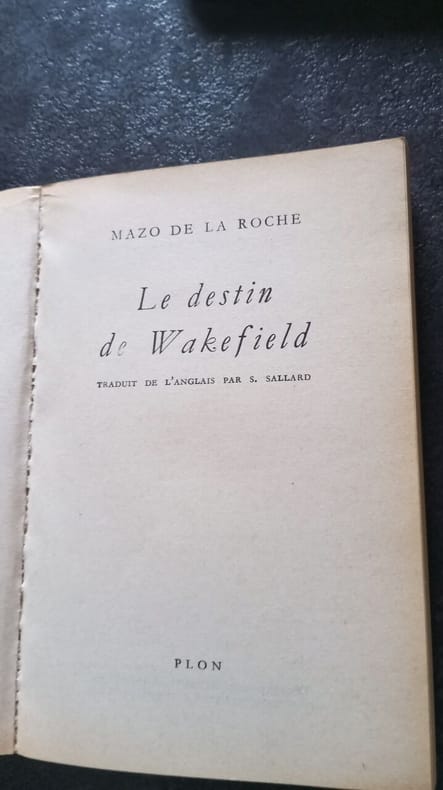 MAZO DE LA ROCHE
Le destin
de Wakefield
TRADUIT DE L'ANGLAIS PAR S. SALLARD
PLON